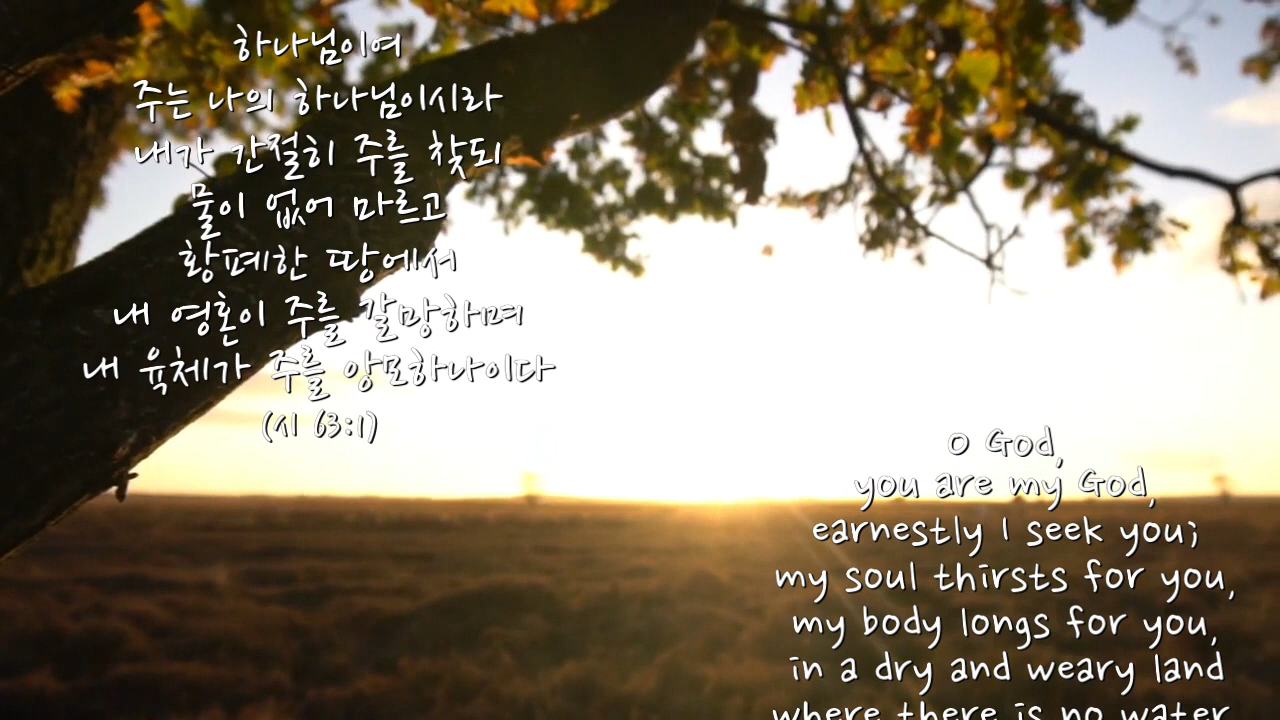 하나님이여
주는 나의 하나님이시라
내가 간절히 주를 찾되
물이 없어 마르고
황폐한 땅에서
내 영혼이 주를 갈망하며
내 육체가 주를 앙모하나이다
(시 63:1)
O God,
you are my God,
earnestly I seek you;
my soul thirsts for you,
my body longs for you,
in a dry and weary land
where there is no water.